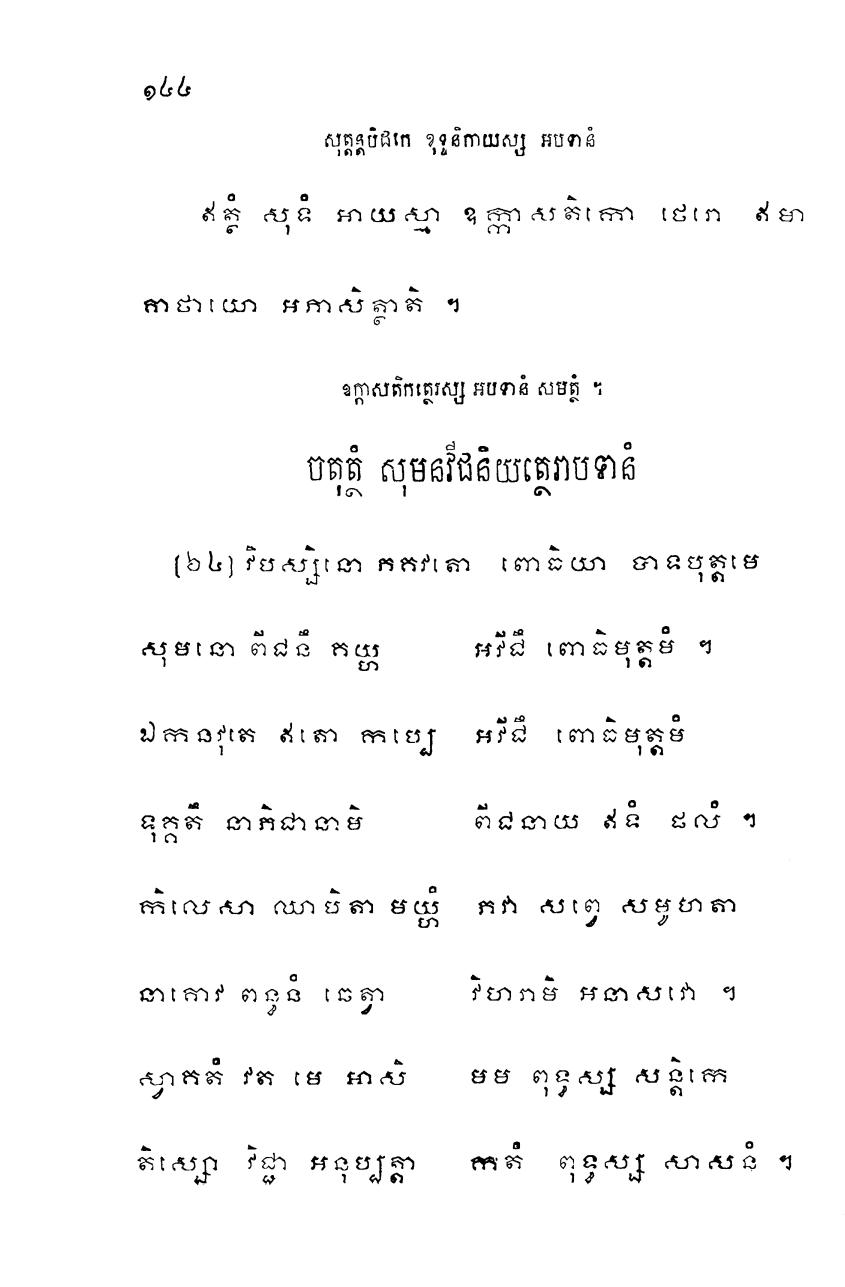 ១៤៤
សុត្តន្តបិដកេ ខុទ្ទនិកាយស្ស អបទានំ
ឥត្ថំ សុទំ អាយស្មា ឧក្កាសតិកោ ថេរោ ឥមា
គាថាយោ អភាសិត្ថាតិ ។
ឧក្កាសតិកត្ថេរស្ស អបទានំ សមត្ថំ ។
ចតុត្ថំ សុមនវីជនិយត្ថេរាបទានំ
(៦៤) វិបស្សិនោ ភគវតោ ពោធិយា បាទបុត្តមេ
សុមនោ ពីជនឹ គយ្ហ អវីជឹ ពោធិមុត្តមំ ។
ឯកនវុតេ ឥតោ កប្បេ អវីជឹ ពោធិមុត្តមំ
ទុគ្គតឹ នាភិជានាមិ ពីជនាយ ឥទំ ផលំ ។
កិលេសា ឈាបិតា មយ្ហំ ភវា សព្វេ សមូហតា
នាគោវ ពន្ធនំ ឆេត្វា វិហរាមិ អនាសវោ ។
ស្វាគតំ វត មេ អាសិ មម ពុទ្ធស្ស សន្តិកេ
តិស្សោ វិជ្ជា អនុប្បត្តា កតំ ពុទ្ធស្ស សាសនំ ។